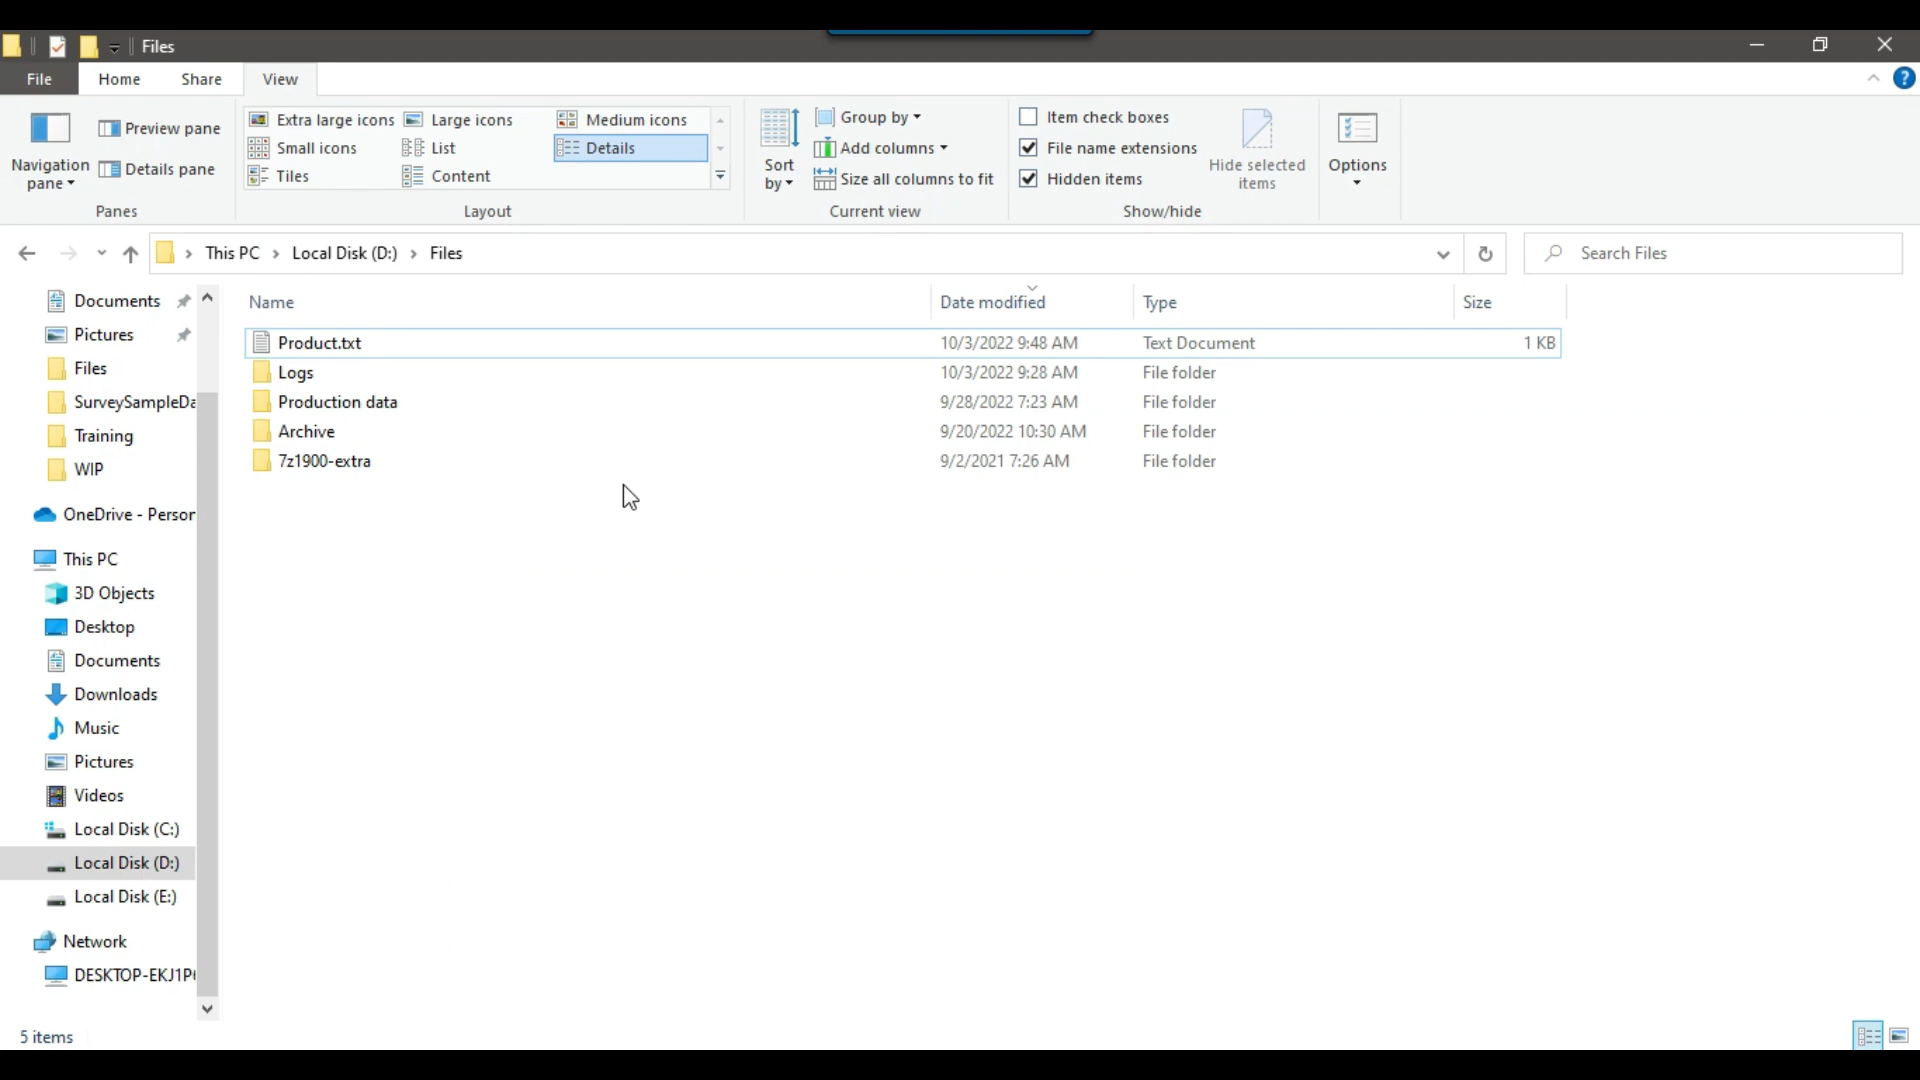 Files
File Home Share View
Navigation pane
Preview pane
Details pane
Panes
Extra large icons Large icons Medium icons
Small icons List Details
Tiles Content
Layout
Sort by
Group by
Add columns
Size all columns to fit
Current view
Item check boxes
File name extensions
Hidden items
Hide selected items
Show/hide
Options
This PC Local Disk (D:) Files
Search Files
Documents
Pictures
Files
SurveySampleDa
Training
WIP
OneDrive - Person
This PC
3D Objects
Desktop
Documents
Downloads
Music
Pictures
Videos
Local Disk (C:)
Local Disk (D:)
Local Disk (E:)
Network
DESKTOP-EKJ1P
Name Date modified Type Size
Product.txt 10/3/2022 9:48 AM Text Document 1 KB
Logs 10/3/2022 9:28 AM File folder
Production data 9/28/2022 7:23 AM File folder
Archive 9/20/2022 10:30 AM File folder
7z1900-extra 9/2/2021 7:26 AM File folder
5 items